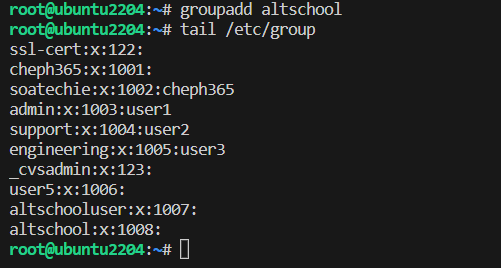 root@ubuntu2204:~# groupadd altschool
root@ubuntu2204:~# tail /etc/group
ssl-cert:x:122:
cheph365:x:1001:
soatechie:x:1002:cheph365
admin:x:1003:user1
support:x:1004:user2
engineering:x:1005:user3
_cvsadmin:x:123:
user5:x:1006:
altschooluser:x:1007:
altschool:x:1008:
root@ubuntu2204:~#